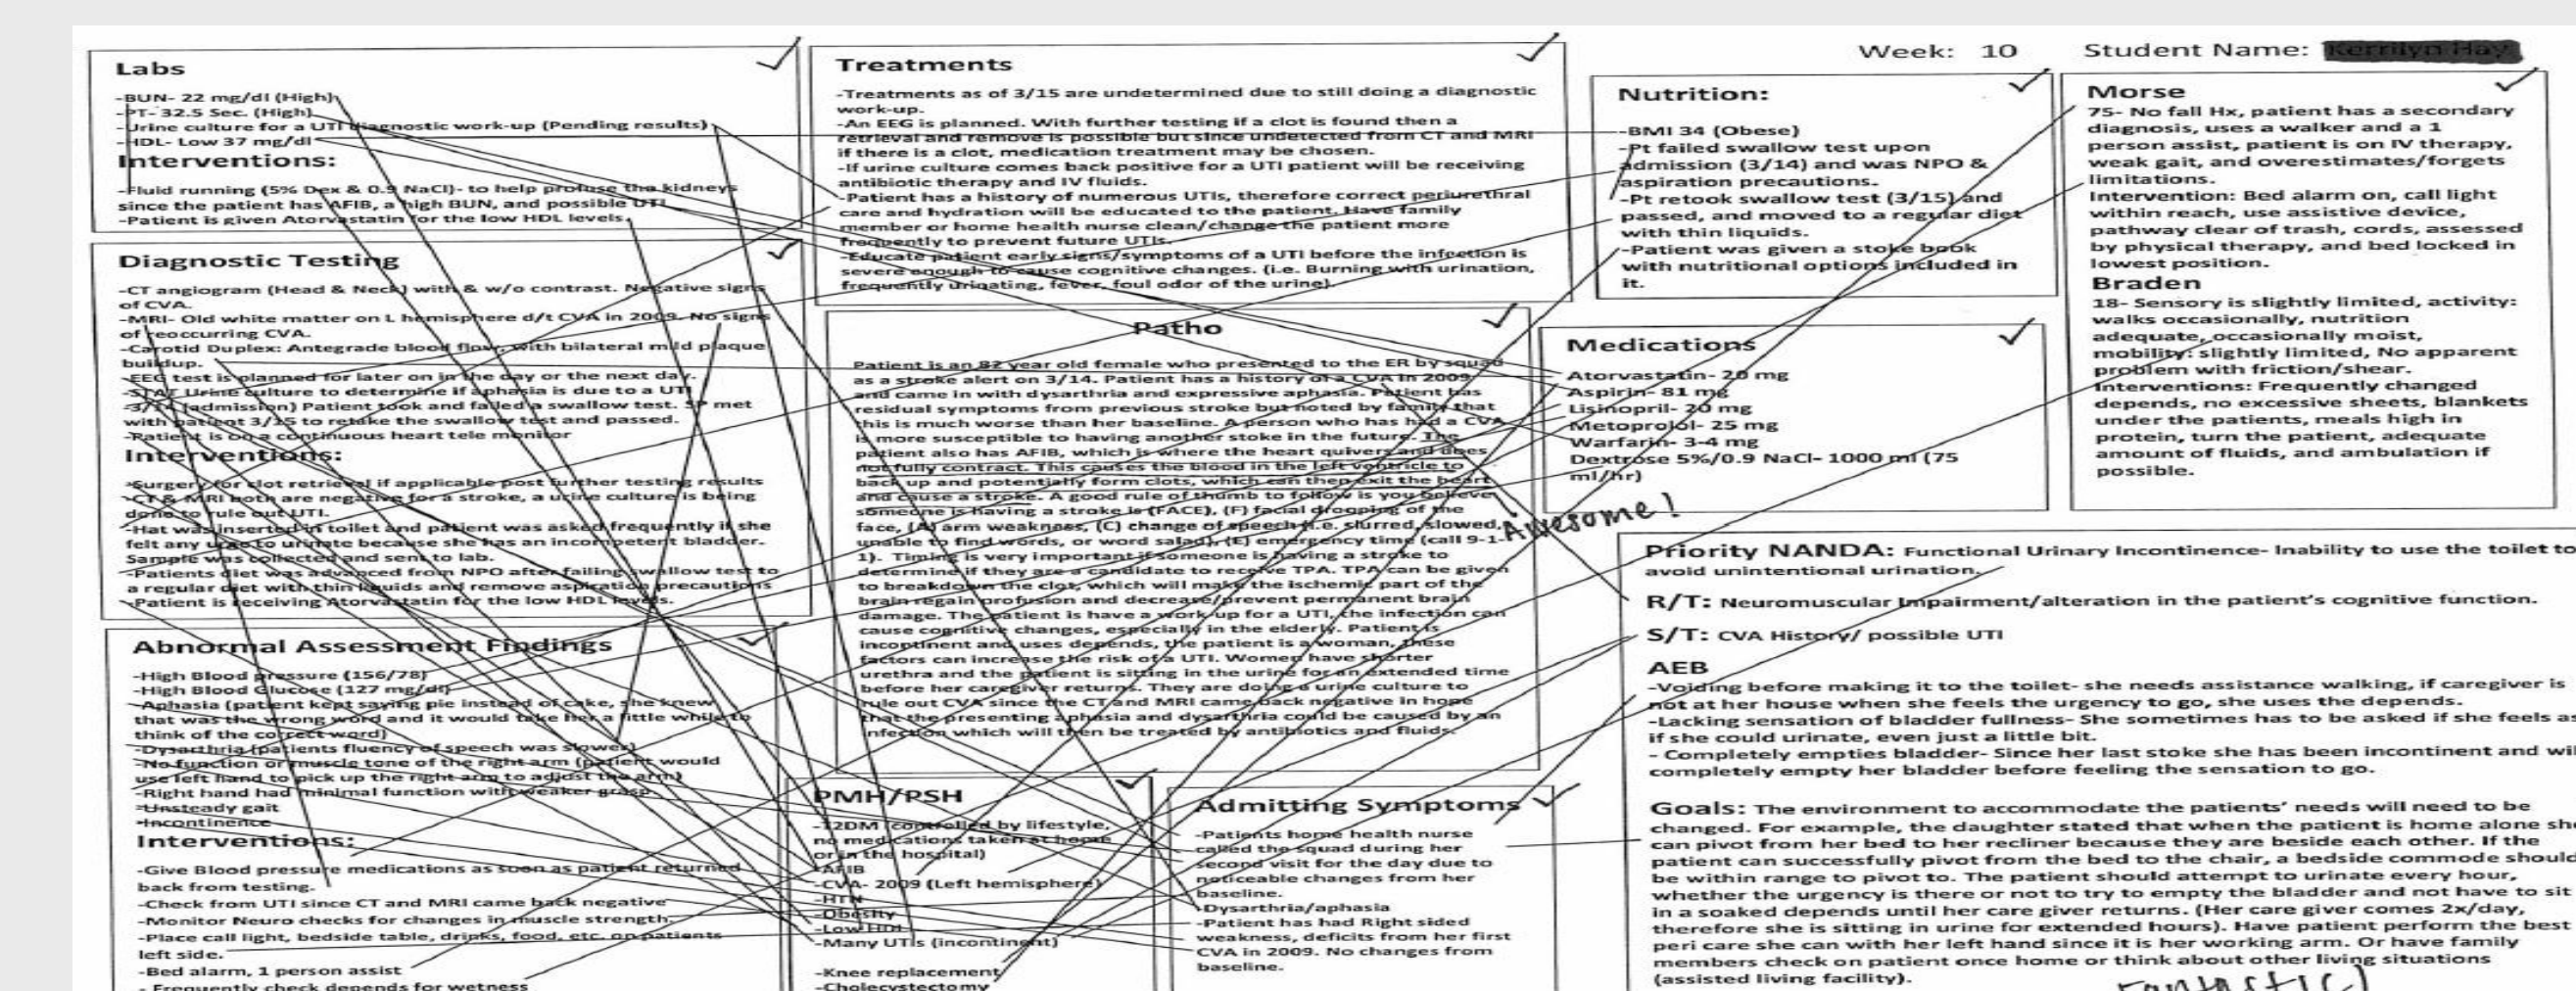 Labs
-BUN- 22 mg/dl (High)
-PT- 32.5 Sec. (High)
-Urine culture for a UTI diagnostic work-up (Pending results)
-HDL- Low 37 mg/dl
Interventions:
-Fluid running (5% Dex & 0.9 NaCl)- to help profuse the kidneys
since the patient has AFIB, a high BUN, and possible UTI
-Patient is given Atorvastatin for the low HDL levels.
Diagnostic Testing
-CT angiogram (Head & Neck) with & w/o contrast. Negative signs
of CVA.
-MRI- Old white matter on L hemisphere d/t CVA in 2009. No signs
of reoccurring CVA.
-Carotid Duplex: Antegrade blood flow, with bilateral mild plaque
buildup.
-EEG test is planned for later on in the day or the next day.
-STAT Urine culture to determine if aphasia is due to a UTI
-3/14 (admission) Patient took and failed a swallow test. SP met
with patient 3/15 to retake the swallow test and passed.
-Patient is on a continuous heart tele monitor
Interventions:
-Surgery for clot retrieval if applicable post further testing results
-CT & MRI both are negative for a stroke, a urine culture is being
done to rule out UTI.
-Hat was inserted in toilet and patient was asked frequently if she
felt any urge to urinate because she has an incompetent bladder.
Sample was collected and sent to lab.
-Patients diet was advanced from NPO after failing swallow test to
a regular diet with thin liquids and remove aspiration precautions
-Patient is receiving Atorvastatin for the low HDL levels.
Abnormal Assessment Findings
-High Blood pressure (156/78)
-High Blood Glucose (127 mg/dl)
-Aphasia (patient kept saying pie instead of cake, she knew
that was the wrong word and it would take her a little while to
think of the correct word)
-Dysarthria (patients fluency of speech was slower)
-No function or muscle tone of the right arm (patient would
use left hand to pick up the right arm to adjust the arm)
-Right hand had minimal function with weaker grasp
-Unsteady gait
-Incontinence
Interventions:
-Give Blood pressure medications as soon as patient returned
back from testing.
-Check from UTI since CT and MRI came back negative
-Monitor Neuro checks for changes in muscle strength
-Place call light, bedside table, drinks, food, etc. on patients
left side.
-Bed alarm, 1 person assist
- Frequently check depends for wetness
Treatments
-Treatments as of 3/15 are undetermined due to still doing a diagnostic
work-up.
-An EEG is planned. With further testing if a clot is found then a
retrieval and remove is possible but since undetected from CT and MRI
if there is a clot, medication treatment may be chosen.
-If urine culture comes back positive for a UTI patient will be receiving
antibiotic therapy and IV fluids.
-Patient has a history of numerous UTIs, therefore correct periurethral
care and hydration will be educated to the patient. Have family
member or home health nurse clean/change the patient more
frequently to prevent future UTIs.
-Educate patient early signs/symptoms of a UTI before the infection is
severe enough to cause cognitive changes. (i.e. Burning with urination,
frequently urinating, fever, foul odor of the urine).
Patho
Patient is an 82 year old female who presented to the ER by squad
as a stroke alert on 3/14. Patient has a history of a CVA in 2009
and came in with dysarthria and expressive aphasia. Patient has
residual symptoms from previous stroke but noted by family that
this is much worse than her baseline. A person who has had a CVA
is more susceptible to having another stoke in the future. The
patient also has AFIB, which is where the heart quivers and does
not fully contract. This causes the blood in the left ventricle to
back up and potentially form clots, which can then exit the heart
and cause a stroke. A good rule of thumb to follow is you believe
someone is having a stroke is (FACE), (F) facial drooping of the
face, (A) arm weakness, (C) change of speech (i.e. slurred, slowed,
unable to find words, or word salad), (E) emergency time (call 9-1-
1). Timing is very important if someone is having a stroke to
determine if they are a candidate to receive TPA. TPA can be given
to breakdown the clot, which will make the ischemic part of the
brain regain profusion and decrease/prevent permanent brain
damage. The patient is have a work-up for a UTI, the infection can
cause cognitive changes, especially in the elderly. Patient is
incontinent and uses depends, the patient is a woman, these
factors can increase the risk of a UTI. Women have shorter
urethra and the patient is sitting in the urine for an extended time
before her caregiver returns. They are doing a urine culture to
rule out CVA since the CT and MRI came back negative in hope
that the presenting aphasia and dysarthria could be caused by an
infection which will then be treated by antibiotics and fluids.
PMH/PSH
-T2DM (controlled by lifestyle,
no medications taken at home
or in the hospital)
-AFIB
-CVA- 2009 (Left hemisphere)
-HTN
-Obesity
-Low HDL
-Many UTIs (incontinent)
-Knee replacement
-Cholecystectomy
Admitting Symptoms
-Patients home health nurse
called the squad during her
second visit for the day due to
noticeable changes from her
baseline.
-Dysarthria/aphasia
-Patient has had Right sided
weakness, deficits from her first
CVA in 2009. No changes from
baseline.
Week: 10 Student Name: Kerrilyn Hay
Nutrition:
-BMI 34 (Obese)
-Pt failed swallow test upon
admission (3/14) and was NPO &
aspiration precautions.
-Pt retook swallow test (3/15) and
passed, and moved to a regular diet
with thin liquids.
-Patient was given a stoke book
with nutritional options included in
it.
Medications
Atorvastatin- 20 mg
Aspirin- 81 mg
Lisinopril- 20 mg
Metoprolol- 25 mg
Warfarin- 3-4 mg
Dextrose 5%/0.9 NaCl- 1000 ml (75
ml/hr)
Awesome!
Morse
75- No fall Hx, patient has a secondary
diagnosis, uses a walker and a 1
person assist, patient is on IV therapy,
weak gait, and overestimates/forgets
limitations.
Intervention: Bed alarm on, call light
within reach, use assistive device,
pathway clear of trash, cords, assessed
by physical therapy, and bed locked in
lowest position.
Braden
18- Sensory is slightly limited, activity:
walks occasionally, nutrition
adequate, occasionally moist,
mobility: slightly limited, No apparent
problem with friction/shear.
Interventions: Frequently changed
depends, no excessive sheets, blankets
under the patients, meals high in
protein, turn the patient, adequate
amount of fluids, and ambulation if
possible.
Priority NANDA: Functional Urinary Incontinence- Inability to use the toilet to
avoid unintentional urination.
R/T: Neuromuscular Impairment/alteration in the patient's cognitive function.
S/T: CVA History/ possible UTI
AEB
-Voiding before making it to the toilet- she needs assistance walking, if caregiver is
not at her house when she feels the urgency to go, she uses the depends.
-Lacking sensation of bladder fullness- She sometimes has to be asked if she feels as
if she could urinate, even just a little bit.
- Completely empties bladder- Since her last stoke she has been incontinent and wil
completely empty her bladder before feeling the sensation to go.
Goals: The environment to accommodate the patients' needs will need to be
changed. For example, the daughter stated that when the patient is home alone she
can pivot from her bed to her recliner because they are beside each other. If the
patient can successfully pivot from the bed to the chair, a bedside commode should
be within range to pivot to. The patient should attempt to urinate every hour,
whether the urgency is there or not to try to empty the bladder and not have to sit
in a soaked depends until her care giver returns. (Her care giver comes 2x/day,
therefore she is sitting in urine for extended hours). Have patient perform the best
peri care she can with her left hand since it is her working arm. Or have family
members check on patient once home or think about other living situations
(assisted living facility).
Fantastic)